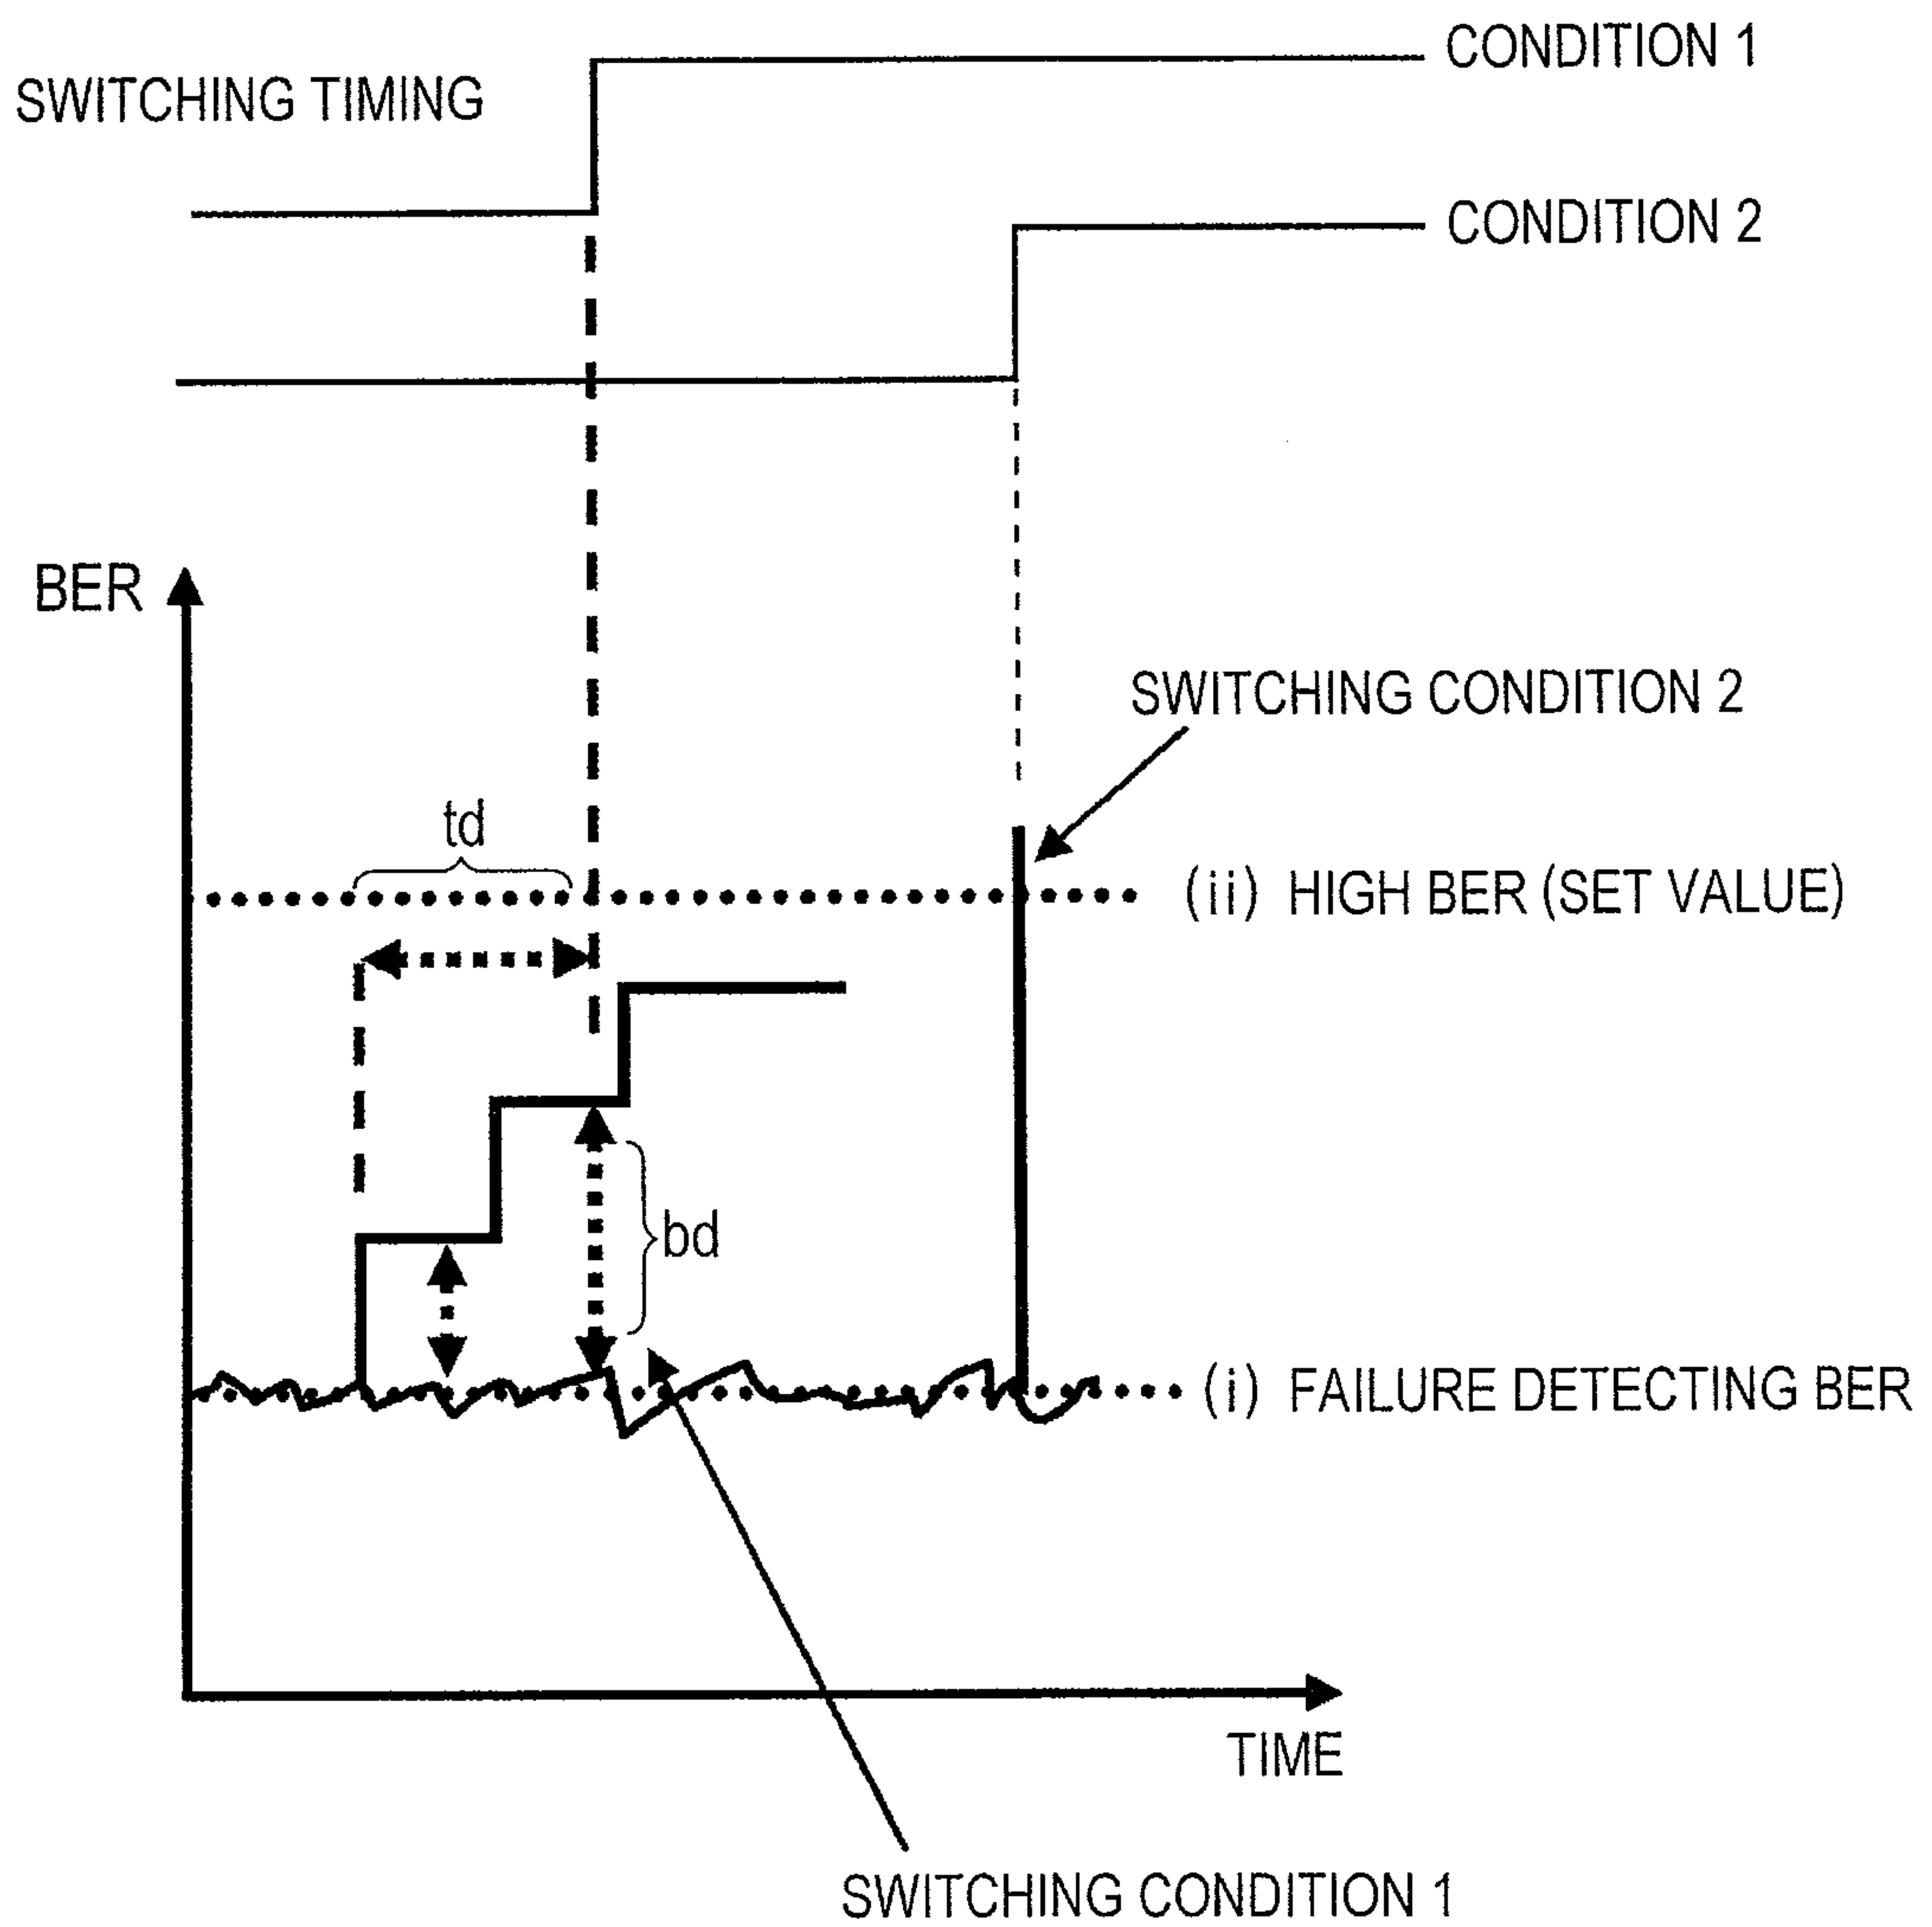 CONDITION 1
SWITCHING TIMING
CONDITION 2
BER
SWITCHING CONDITION 2
td
(ii) HIGH BER (SET VALUE)
bd
(i) FAILURE DETECTING BER
TIME
SWITCHING CONDITION 1